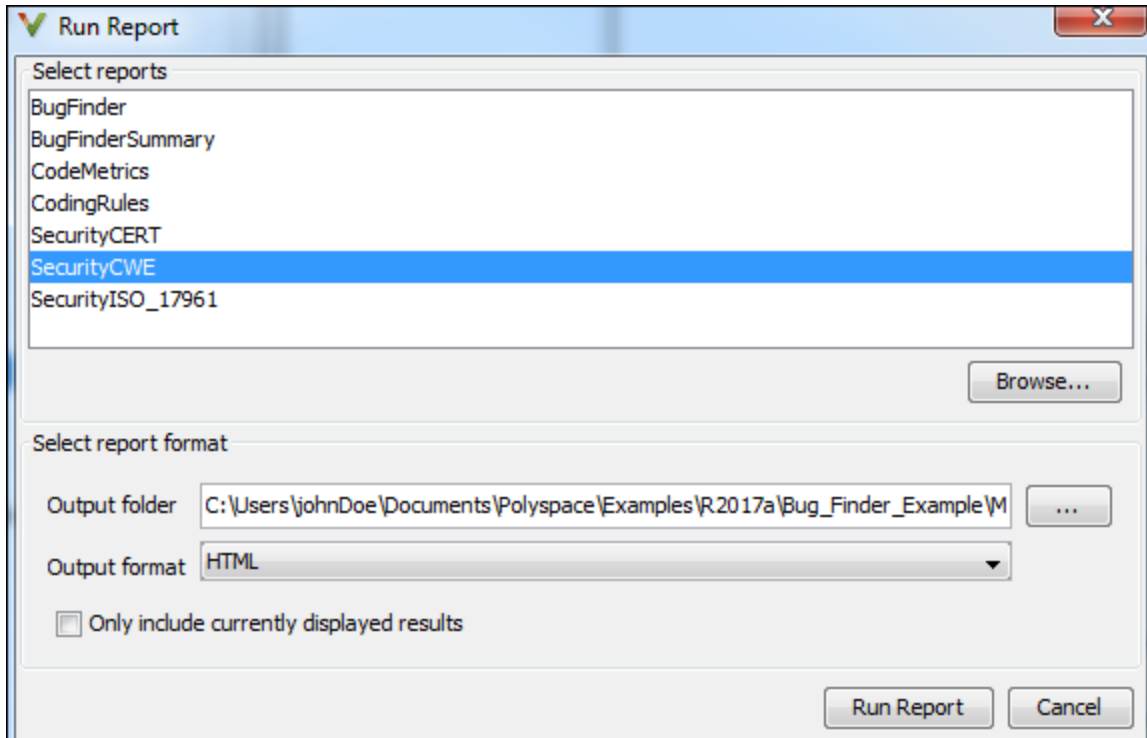 Run Report
Select reports
BugFinder
BugFinderSummary
CodeMetrics
CodingRules
SecurityCERT
SecurityCWE
SecurityISO_17961
Browse...
Select report format
Output folder C:\Users\johnDoe\Documents\Polyspace\Examples\R2017a\Bug_Finder_Example\M ...
Output format HTML
Only include currently displayed results
Run Report Cancel